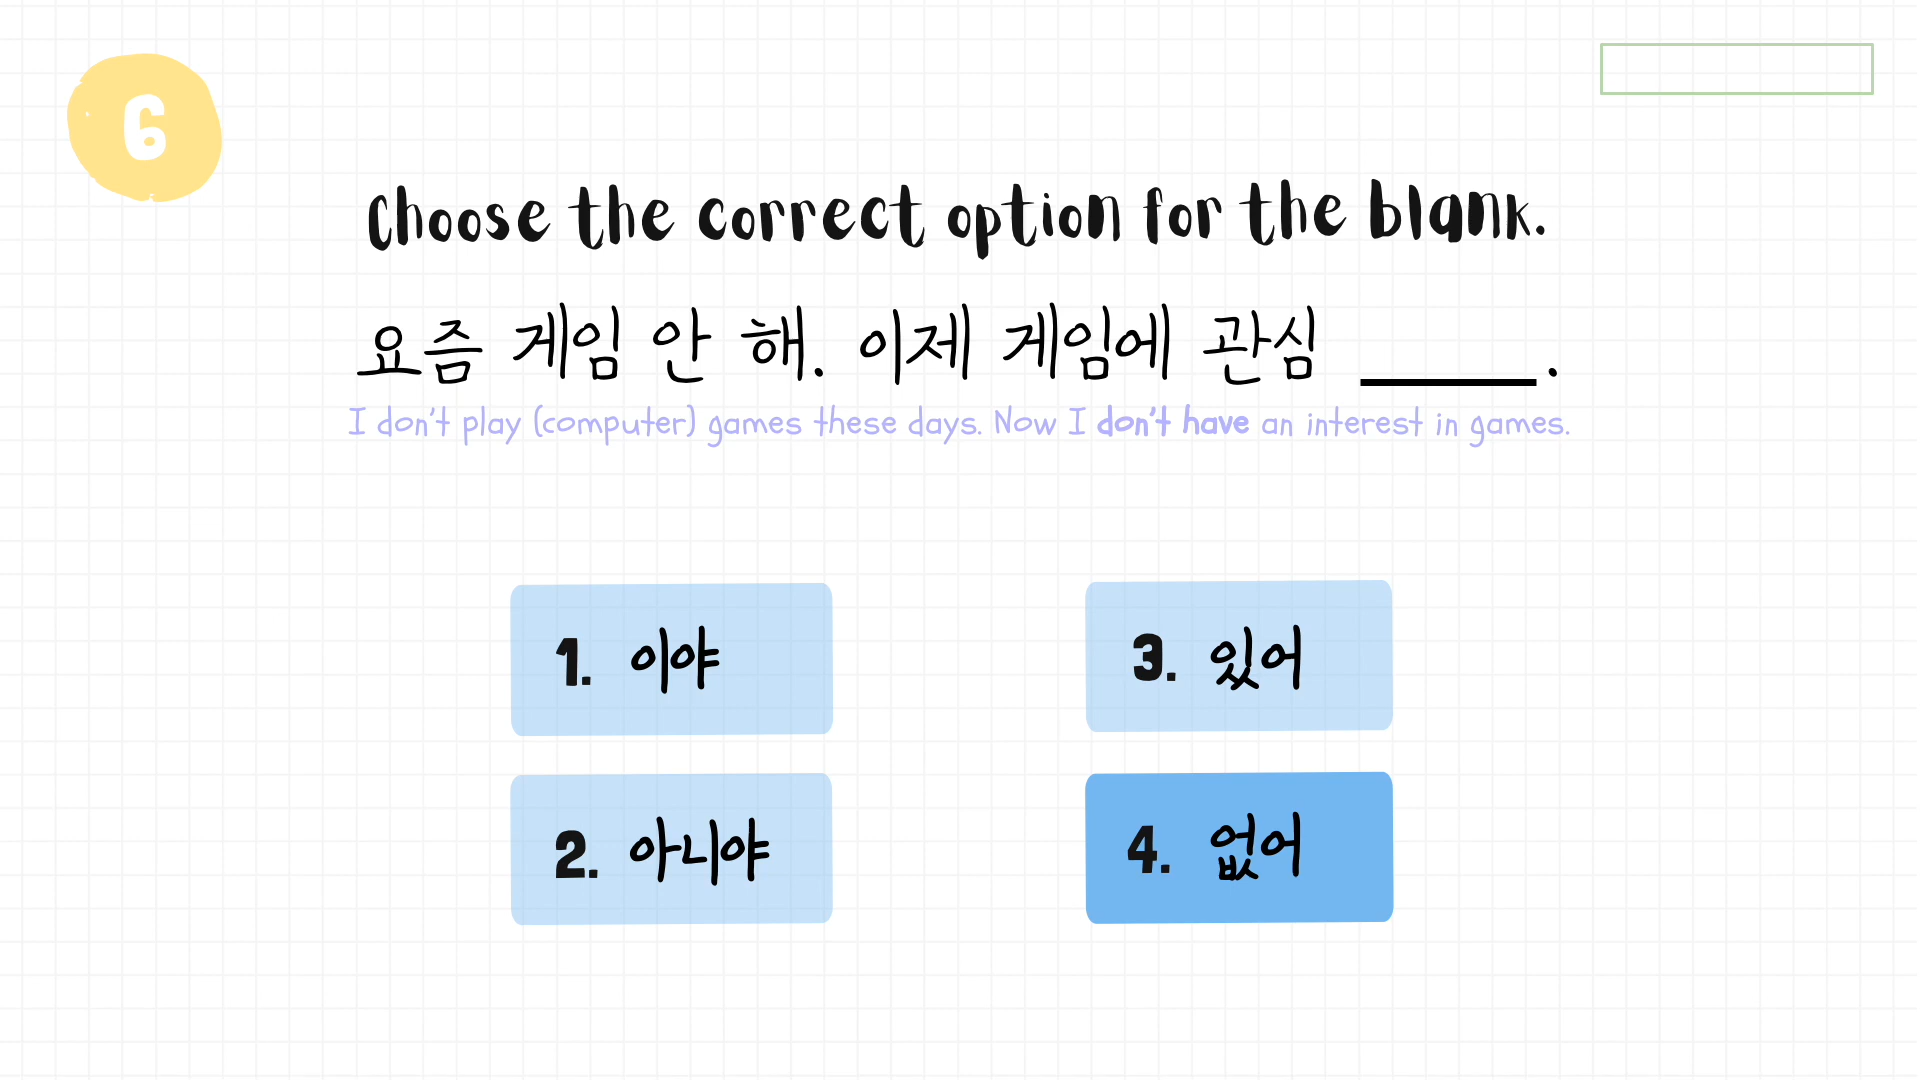 6
Choose the correct option for the blank.
요즘 게임 안 해. 이제 게임에 관심 _____.
I don't play (computer) games these days. Now I don't have an interest in games.
1. 이야
2. 아니야
3. 있어
4. 없어